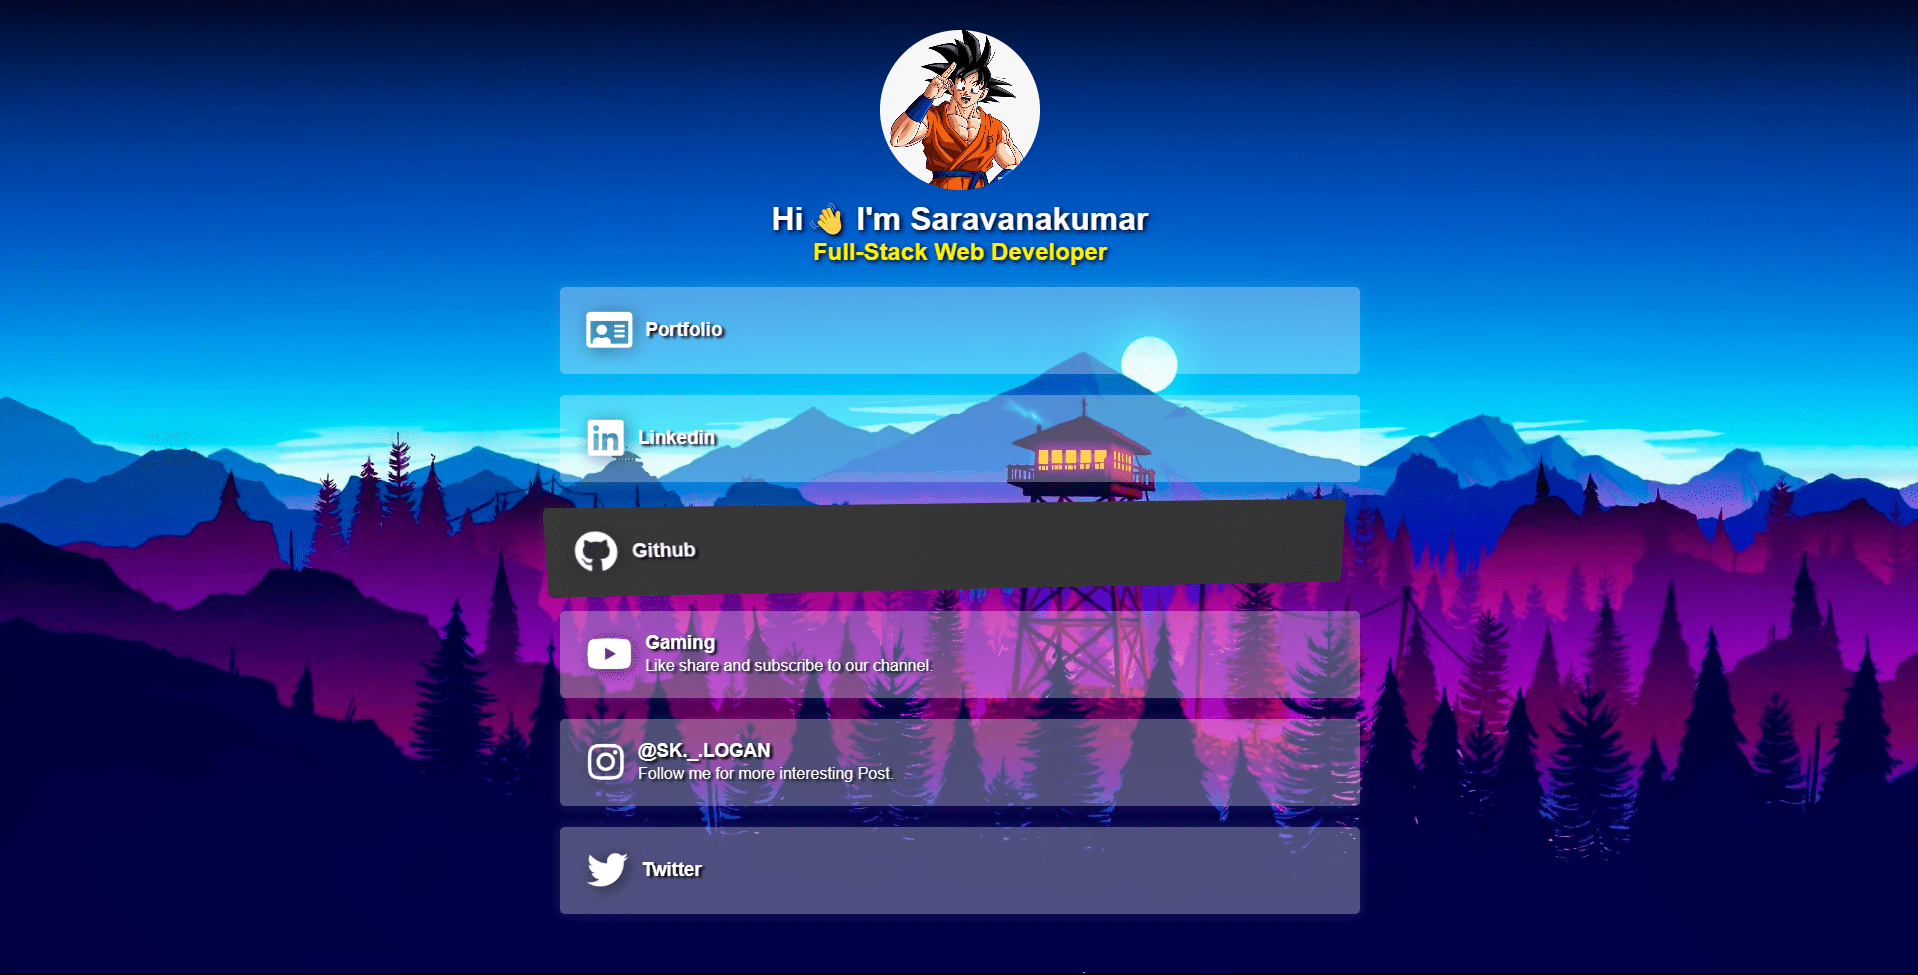 Hi 👋 I'm Saravanakumar
Full-Stack Web Developer
Portfolio
in
Linkedin
Github
Gaming
Like share and subscribe to our channel.
@SK._.LOGAN
Follow me for more interesting Post.
Twitter